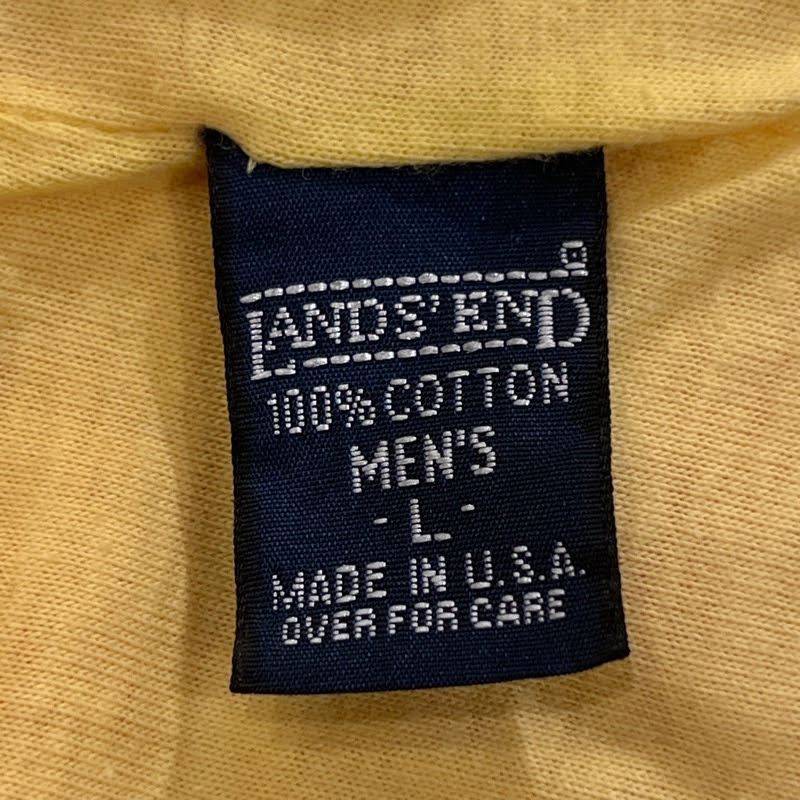 LANDS' END
100% COTTON
MEN'S
- L -
MADE IN U.S.A.
OVER FOR CARE